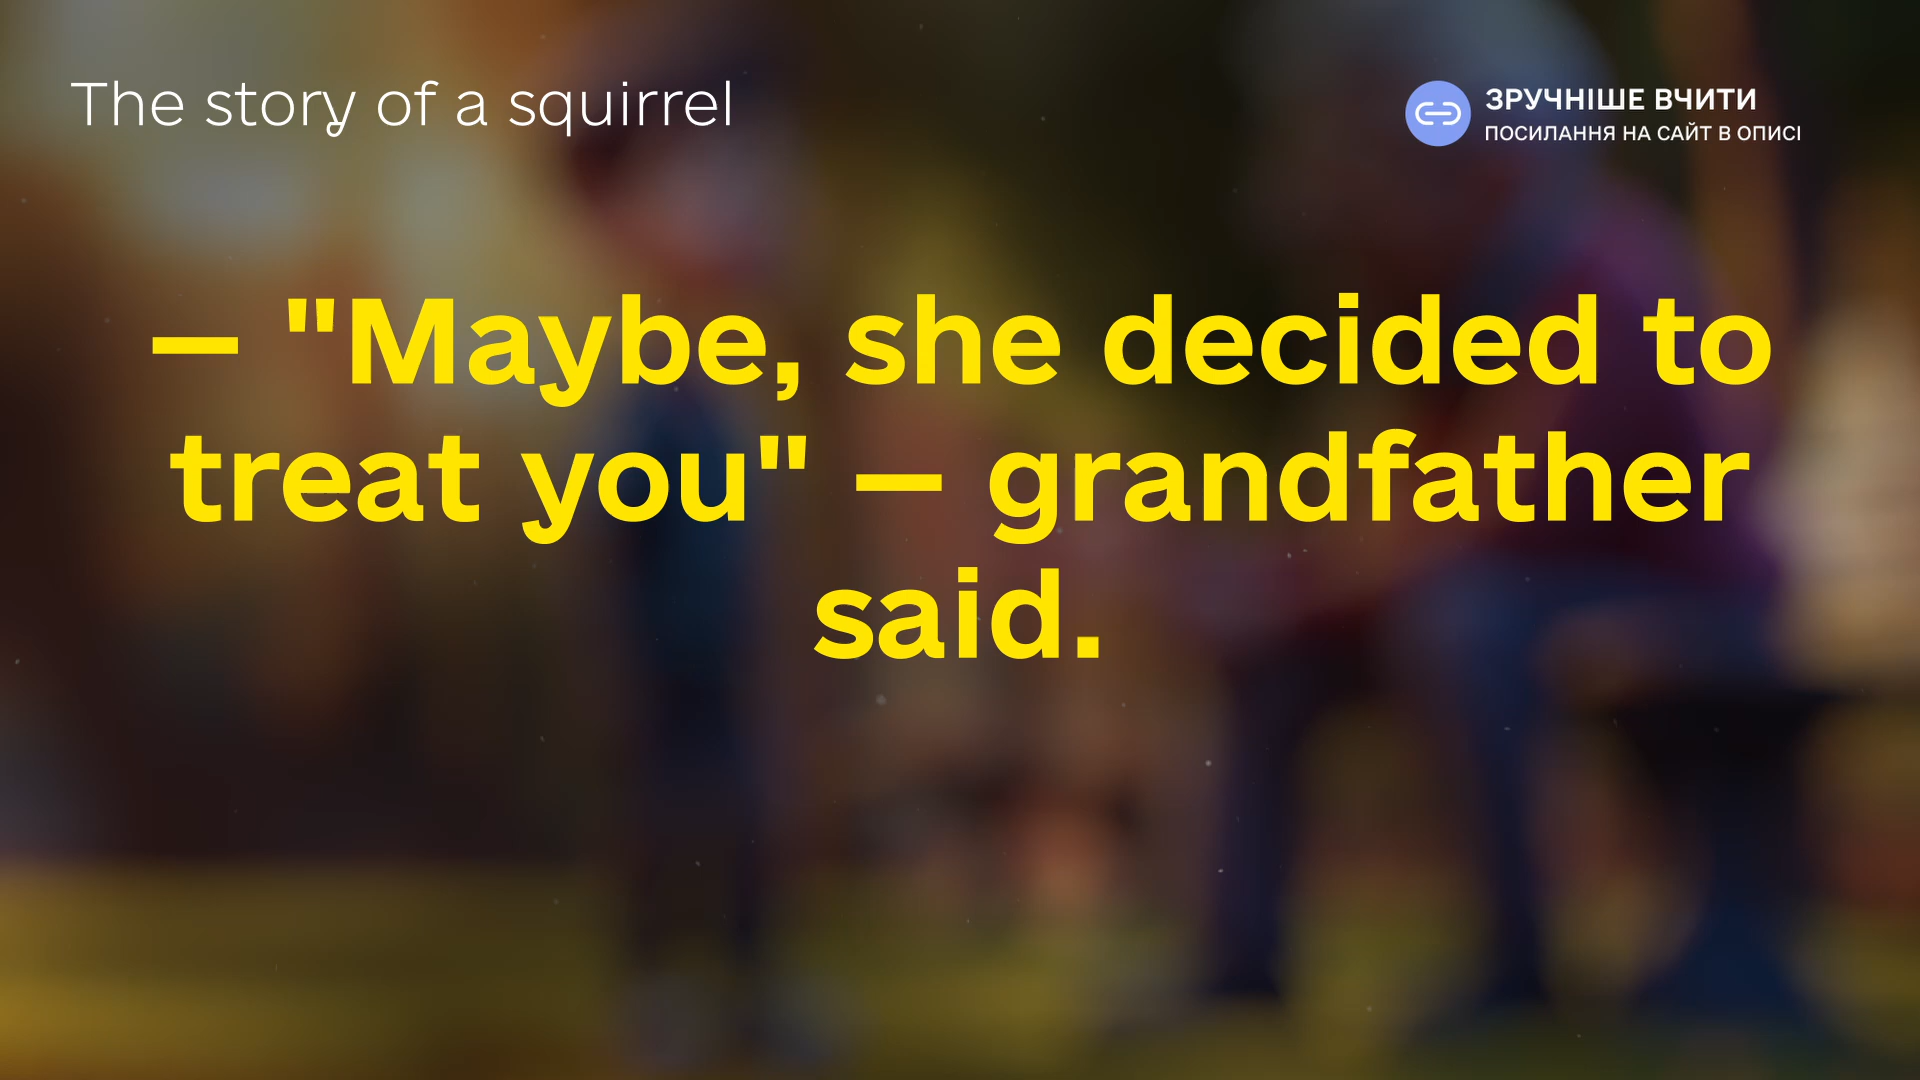 The story of a squirrel
ЗРУЧНІШЕ ВЧИТИ
ПОСИЛАННЯ НА САЙТ В ОПИСІ
– "Maybe, she decided to
treat you" – grandfather
said.